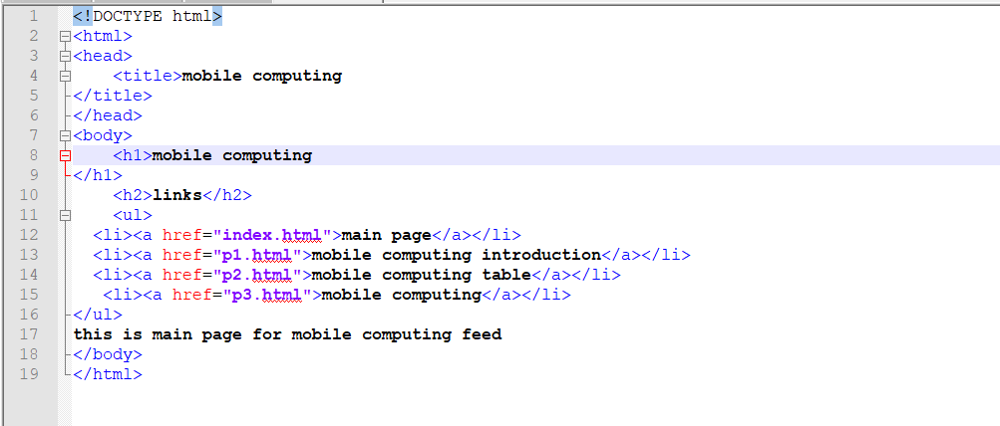 1 <!DOCTYPE html>
2 <html>
3 <head>
4     <title>mobile computing
5 </title>
6 </head>
7 <body>
8     <h1>mobile computing
9 </h1>
10     <h2>links</h2>
11     <ul>
12   <li><a href="index.html">main page</a></li>
13   <li><a href="p1.html">mobile computing introduction</a></li>
14   <li><a href="p2.html">mobile computing table</a></li>
15    <li><a href="p3.html">mobile computing</a></li>
16 </ul>
17 this is main page for mobile computing feed
18 </body>
19 </html>